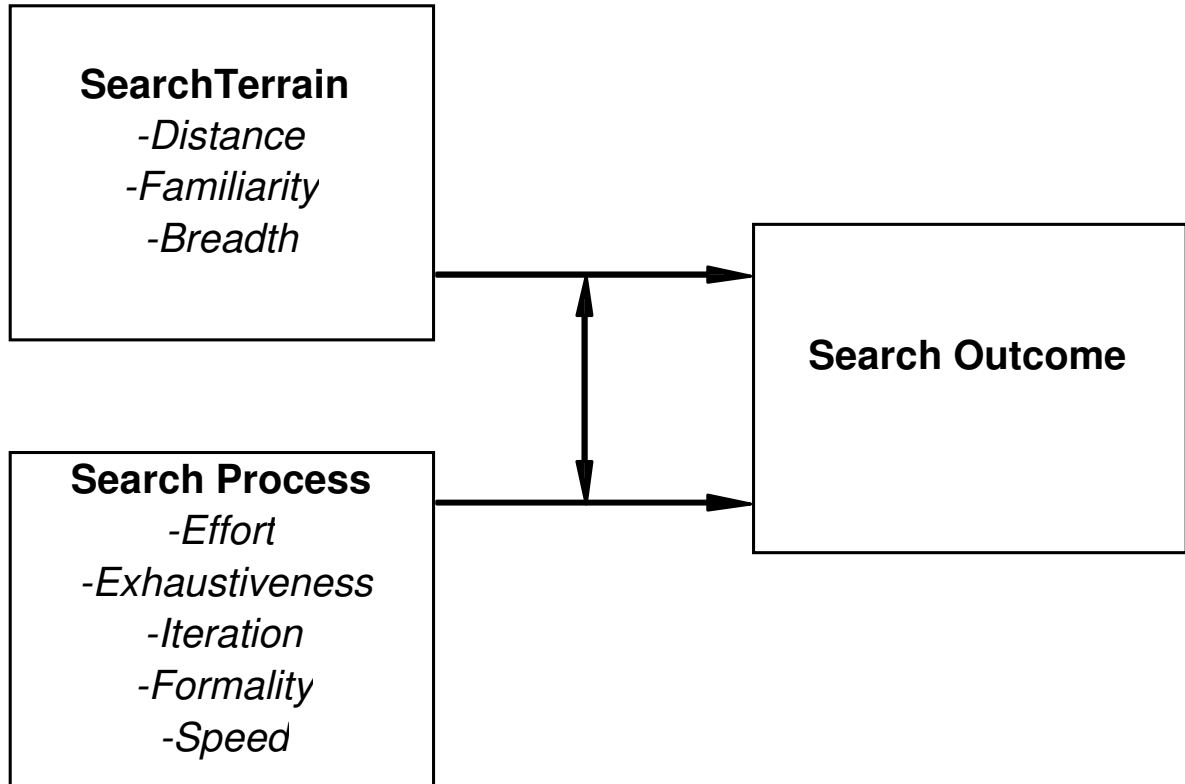 SearchTerrain
-Distance
-Familiarity
-Breadth
Search Outcome
Search Process
-Effort
-Exhaustiveness
-Iteration
-Formality
-Speed